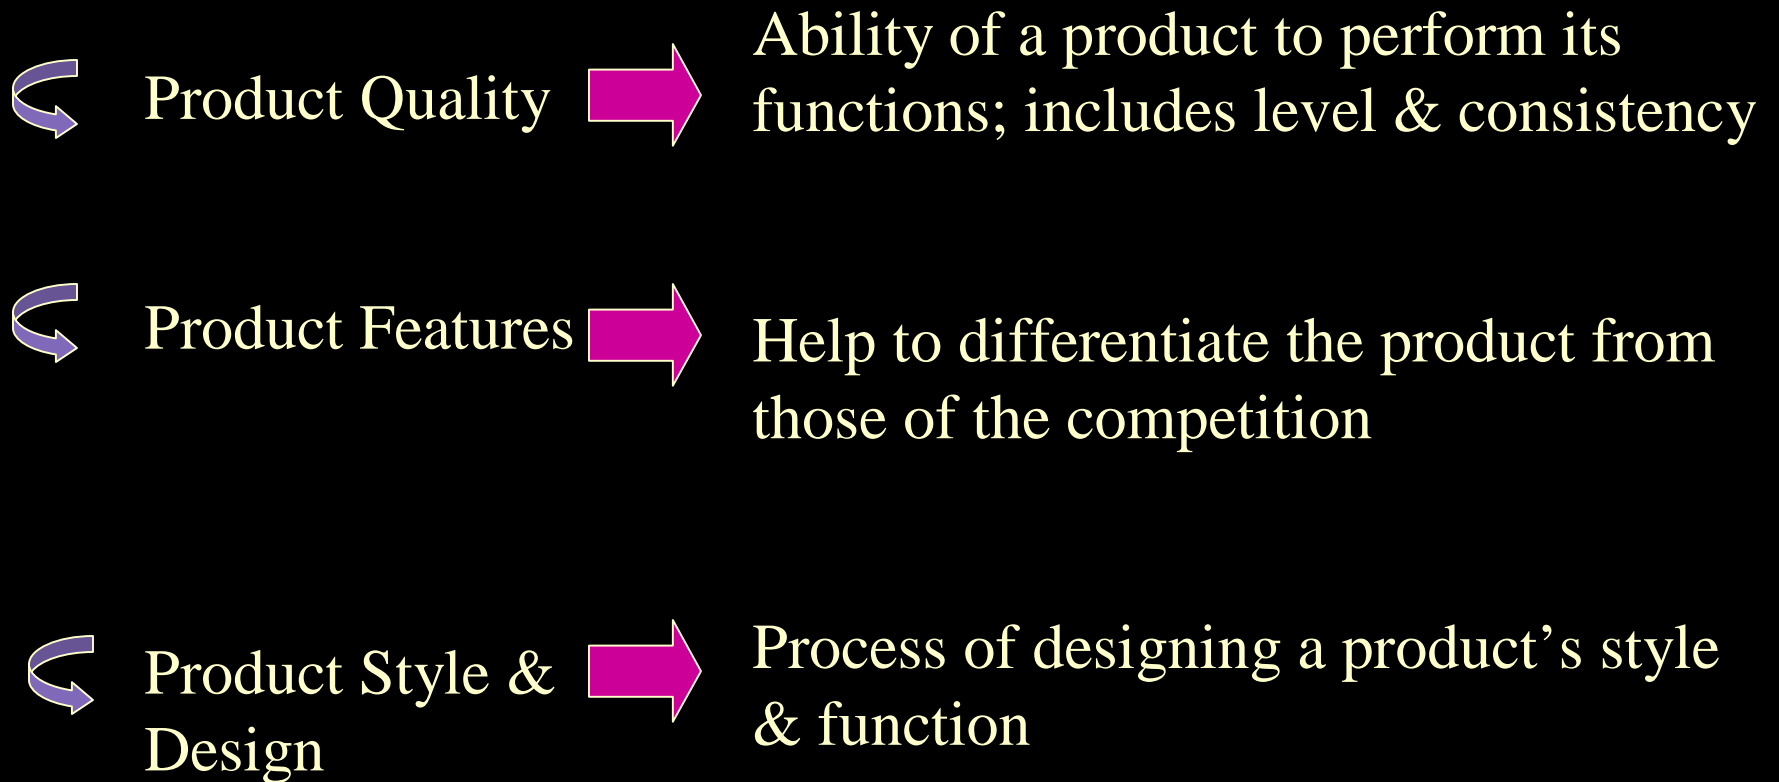 Product Quality
Ability of a product to perform its
functions; includes level & consistency
Product Features
Help to differentiate the product from
those of the competition
Product Style &
Design
Process of designing a product’s style
& function